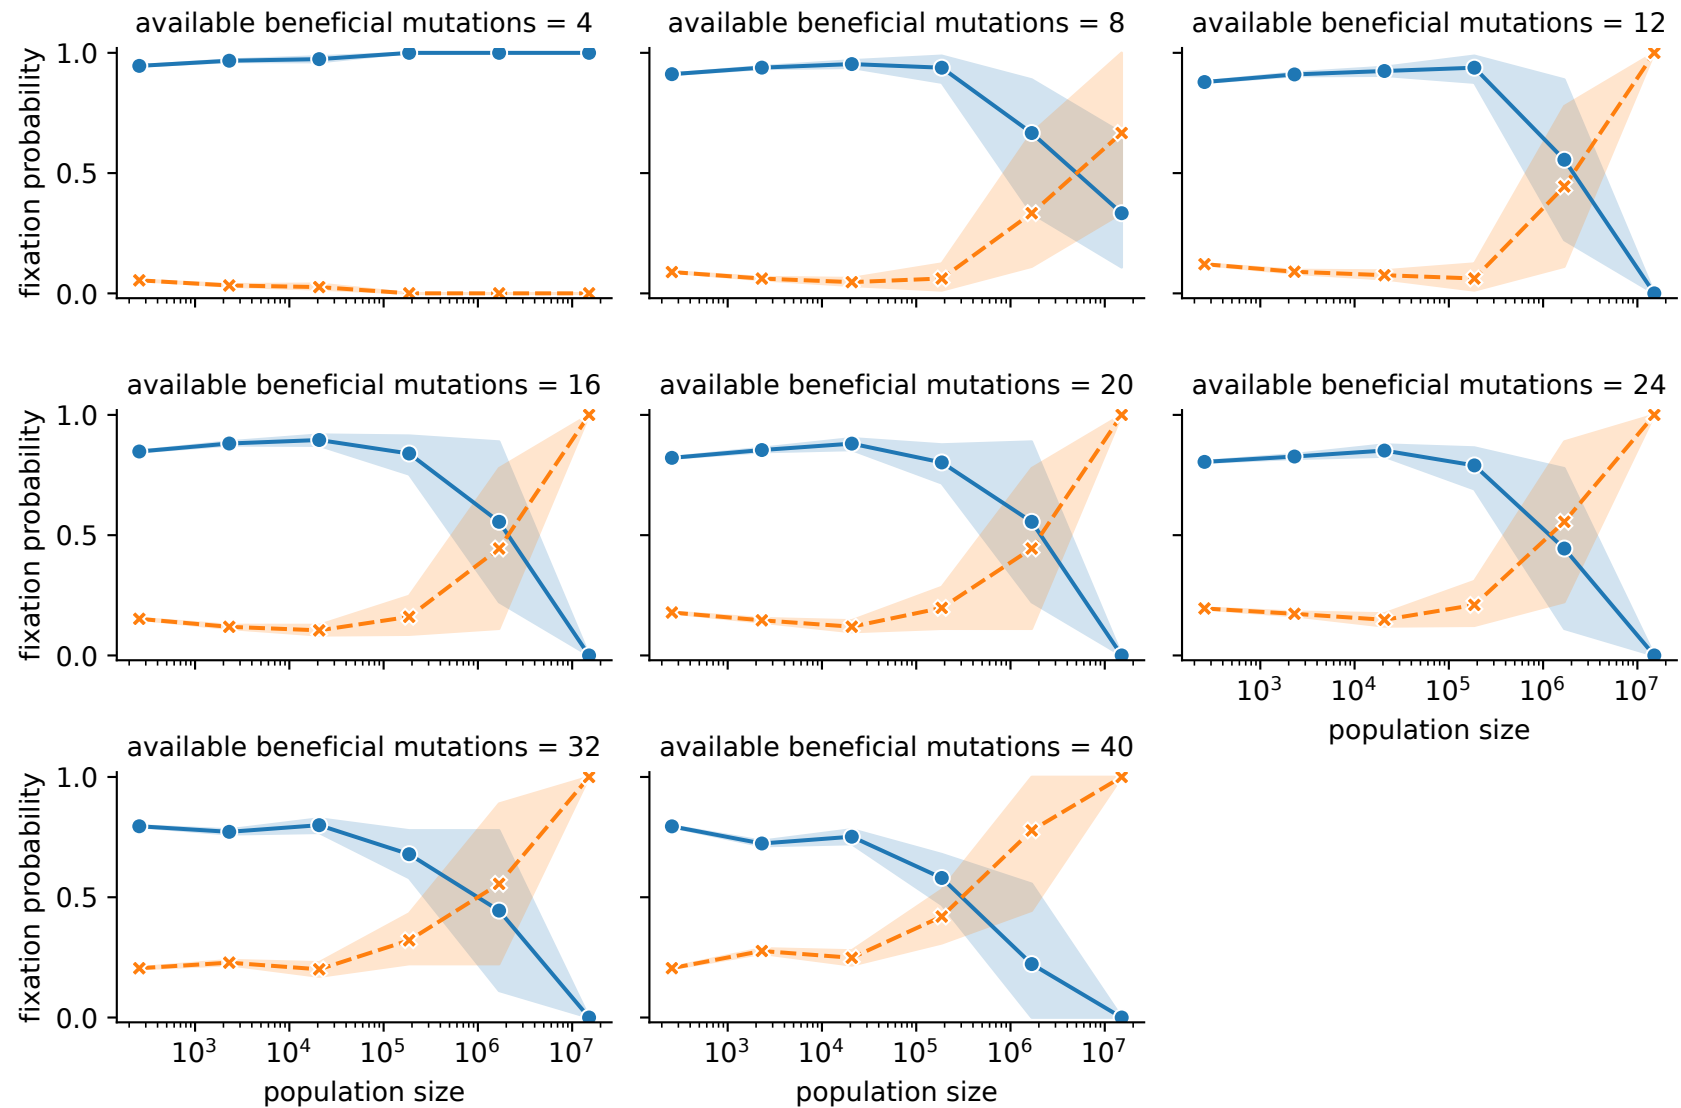 available beneficial mutations = 4
available beneficial mutations = 8
available beneficial mutations = 12
fixation probability
1.0
0.5
0.0
available beneficial mutations = 16
available beneficial mutations = 20
available beneficial mutations = 24
fixation probability
1.0
0.5
0.0
10³ 10⁴ 10⁵ 10⁶ 10⁷
population size
available beneficial mutations = 32
available beneficial mutations = 40
fixation probability
1.0
0.5
0.0
10³ 10⁴ 10⁵ 10⁶ 10⁷
10³ 10⁴ 10⁵ 10⁶ 10⁷
population size
population size